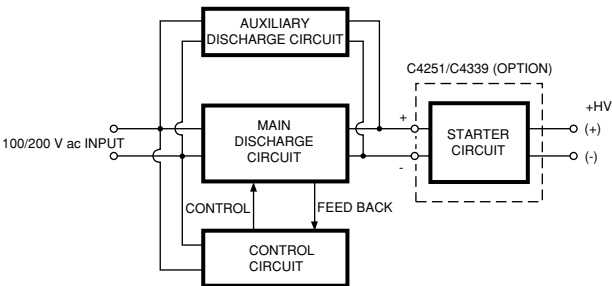 AUXILIARY
DISCHARGE CIRCUIT
C4251/C4339 (OPTION)
+HV
100/200 V ac INPUT
MAIN
DISCHARGE
CIRCUIT
+
-
STARTER
CIRCUIT
(+)
(-)
CONTROL
FEED BACK
CONTROL
CIRCUIT